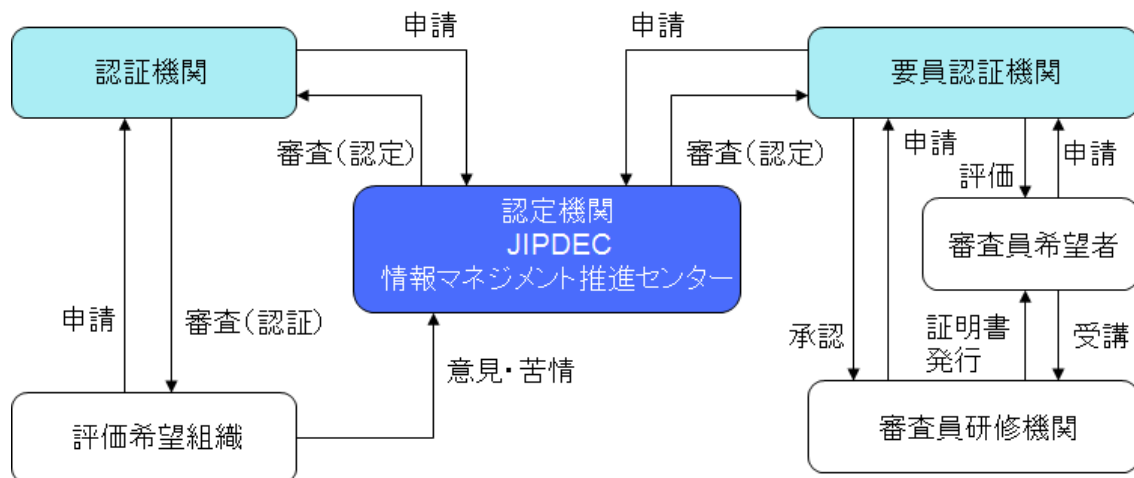 申請
申請
認証機関
要員認証機関
審査(認定)
審査(認定)
申請
評価
申請
認定機関
JIPDEC
情報マネジメント推進センター
審査員希望者
申請
審査(認証)
承認
証明書
発行
受講
意見・苦情
評価希望組織
審査員研修機関